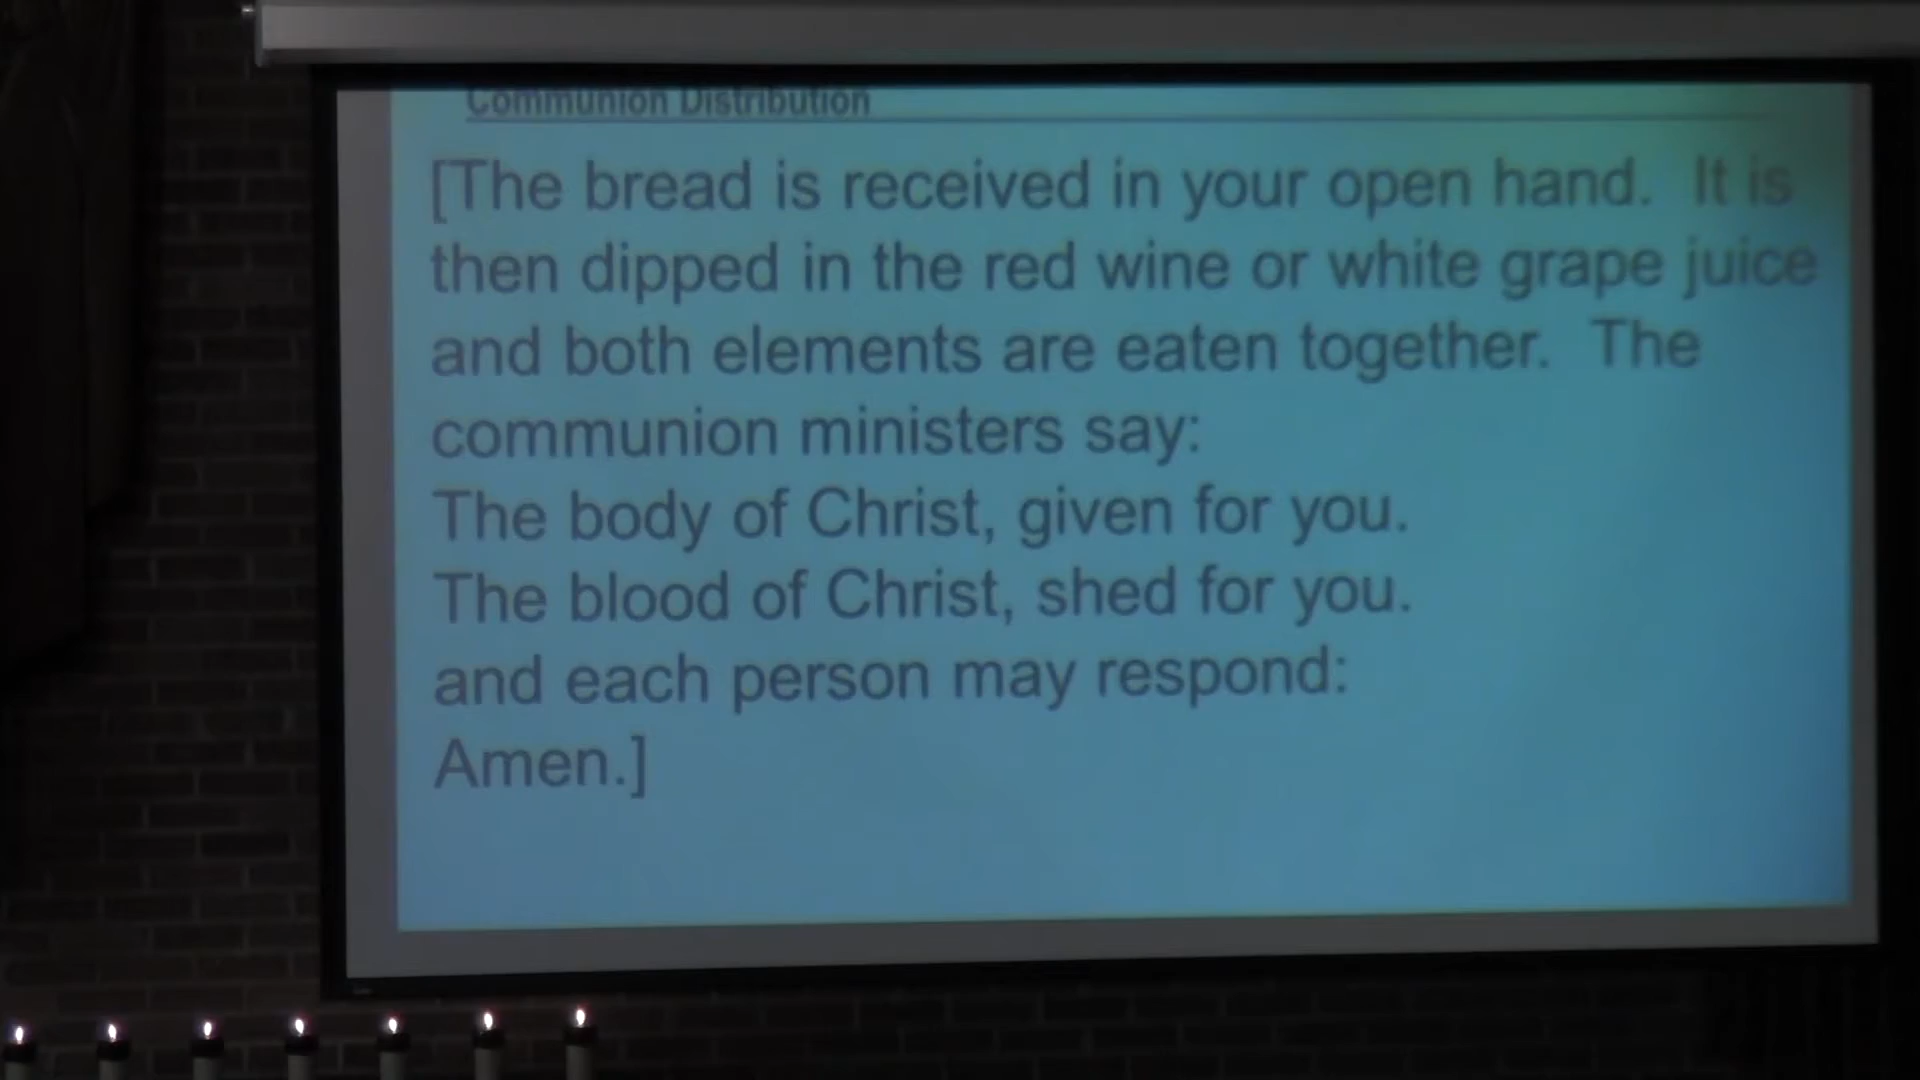 Communion Distribution
[The bread is received in your open hand. It is
then dipped in the red wine or white grape juice
and both elements are eaten together. The
communion ministers say:
The body of Christ, given for you.
The blood of Christ, shed for you.
and each person may respond:
Amen.]